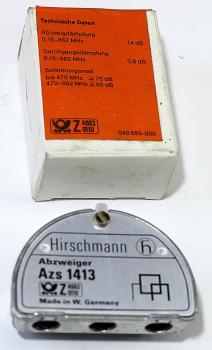 Technische Daten
Abzweigdämpfung
0,15-862 MHz 14 dB
Durchgangsdämpfung
0,15-862 MHz 0,8 dB
Schirmungsmaß
bis 470 MHz ≥ 75 dB
470-862 MHz ≥ 65 dB
Z
048 695-000
Hirschmann h
Abzweiger
Azs 1413
Z
Made in W. Germany